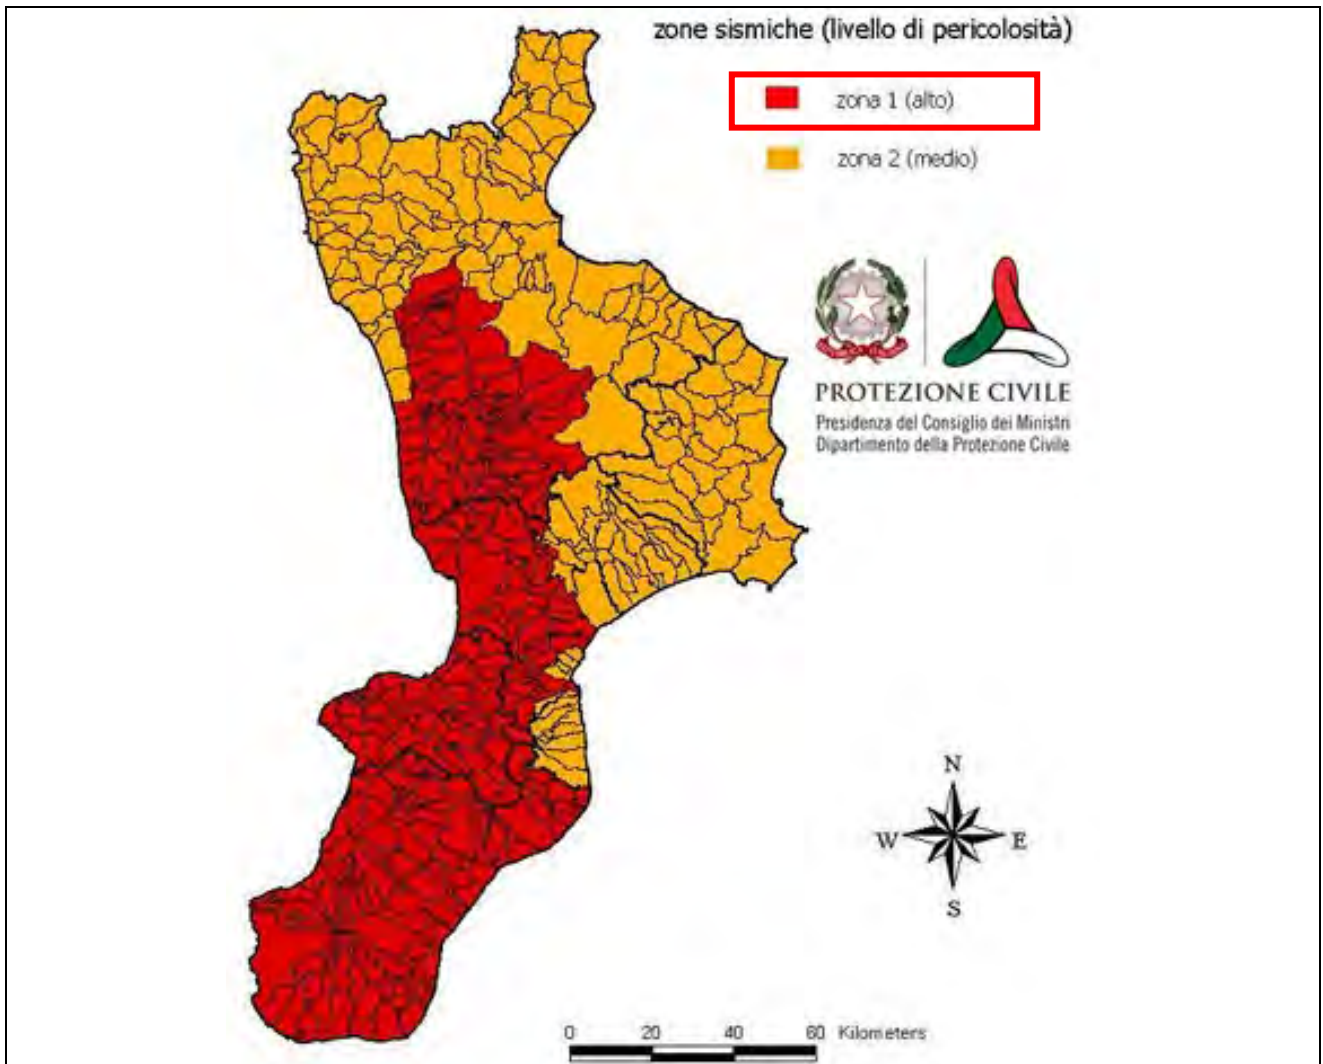 zone sismiche (livello di pericolosità)
zona 1 (alto)
zona 2 (medio)
PROTEZIONE CIVILE
Presidenza del Consiglio dei Ministri
Dipartimento della Protezione Civile
N
W E
S
0 20 40 60 Kilometers